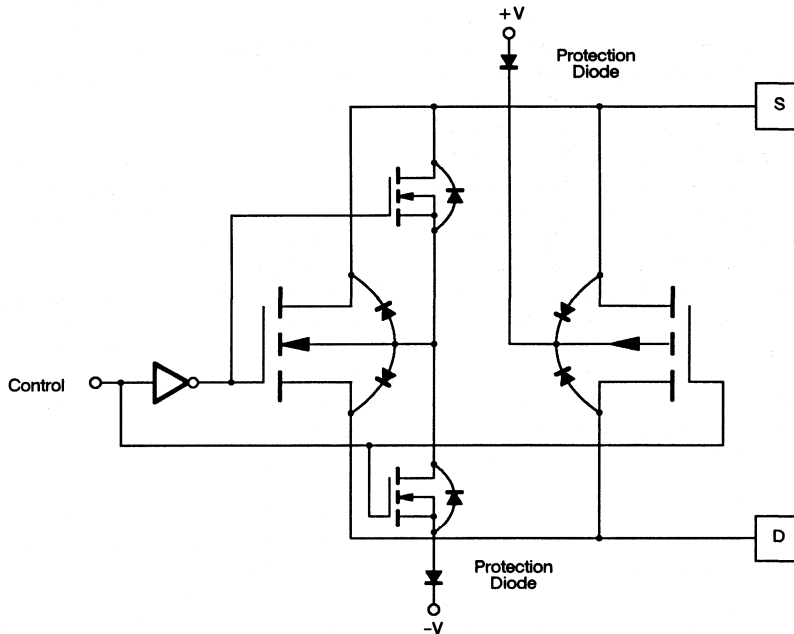 +V
Protection
Diode
S
Control
D
Protection
Diode
–V